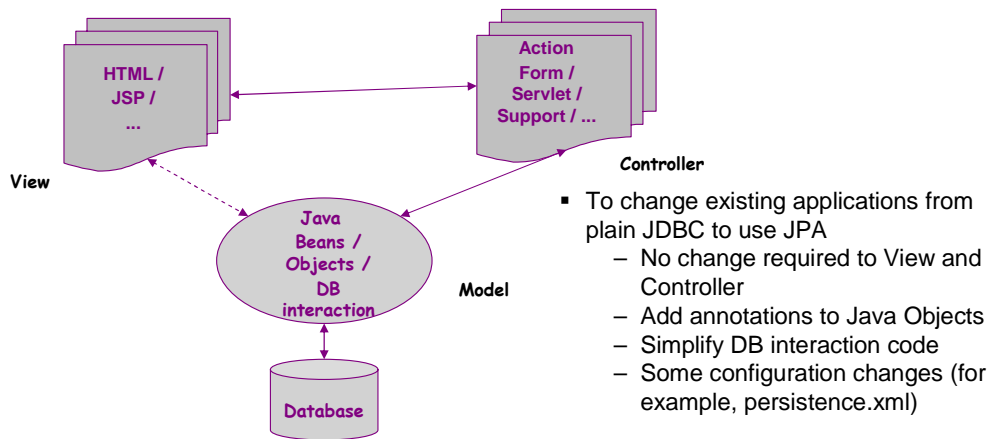 HTML /
JSP /
...
View
Action
Form /
Servlet /
Support / ...
Controller
Java
Beans /
Objects /
DB
interaction
Model
Database
▪ To change existing applications from
plain JDBC to use JPA
– No change required to View and
Controller
– Add annotations to Java Objects
– Simplify DB interaction code
– Some configuration changes (for
example, persistence.xml)